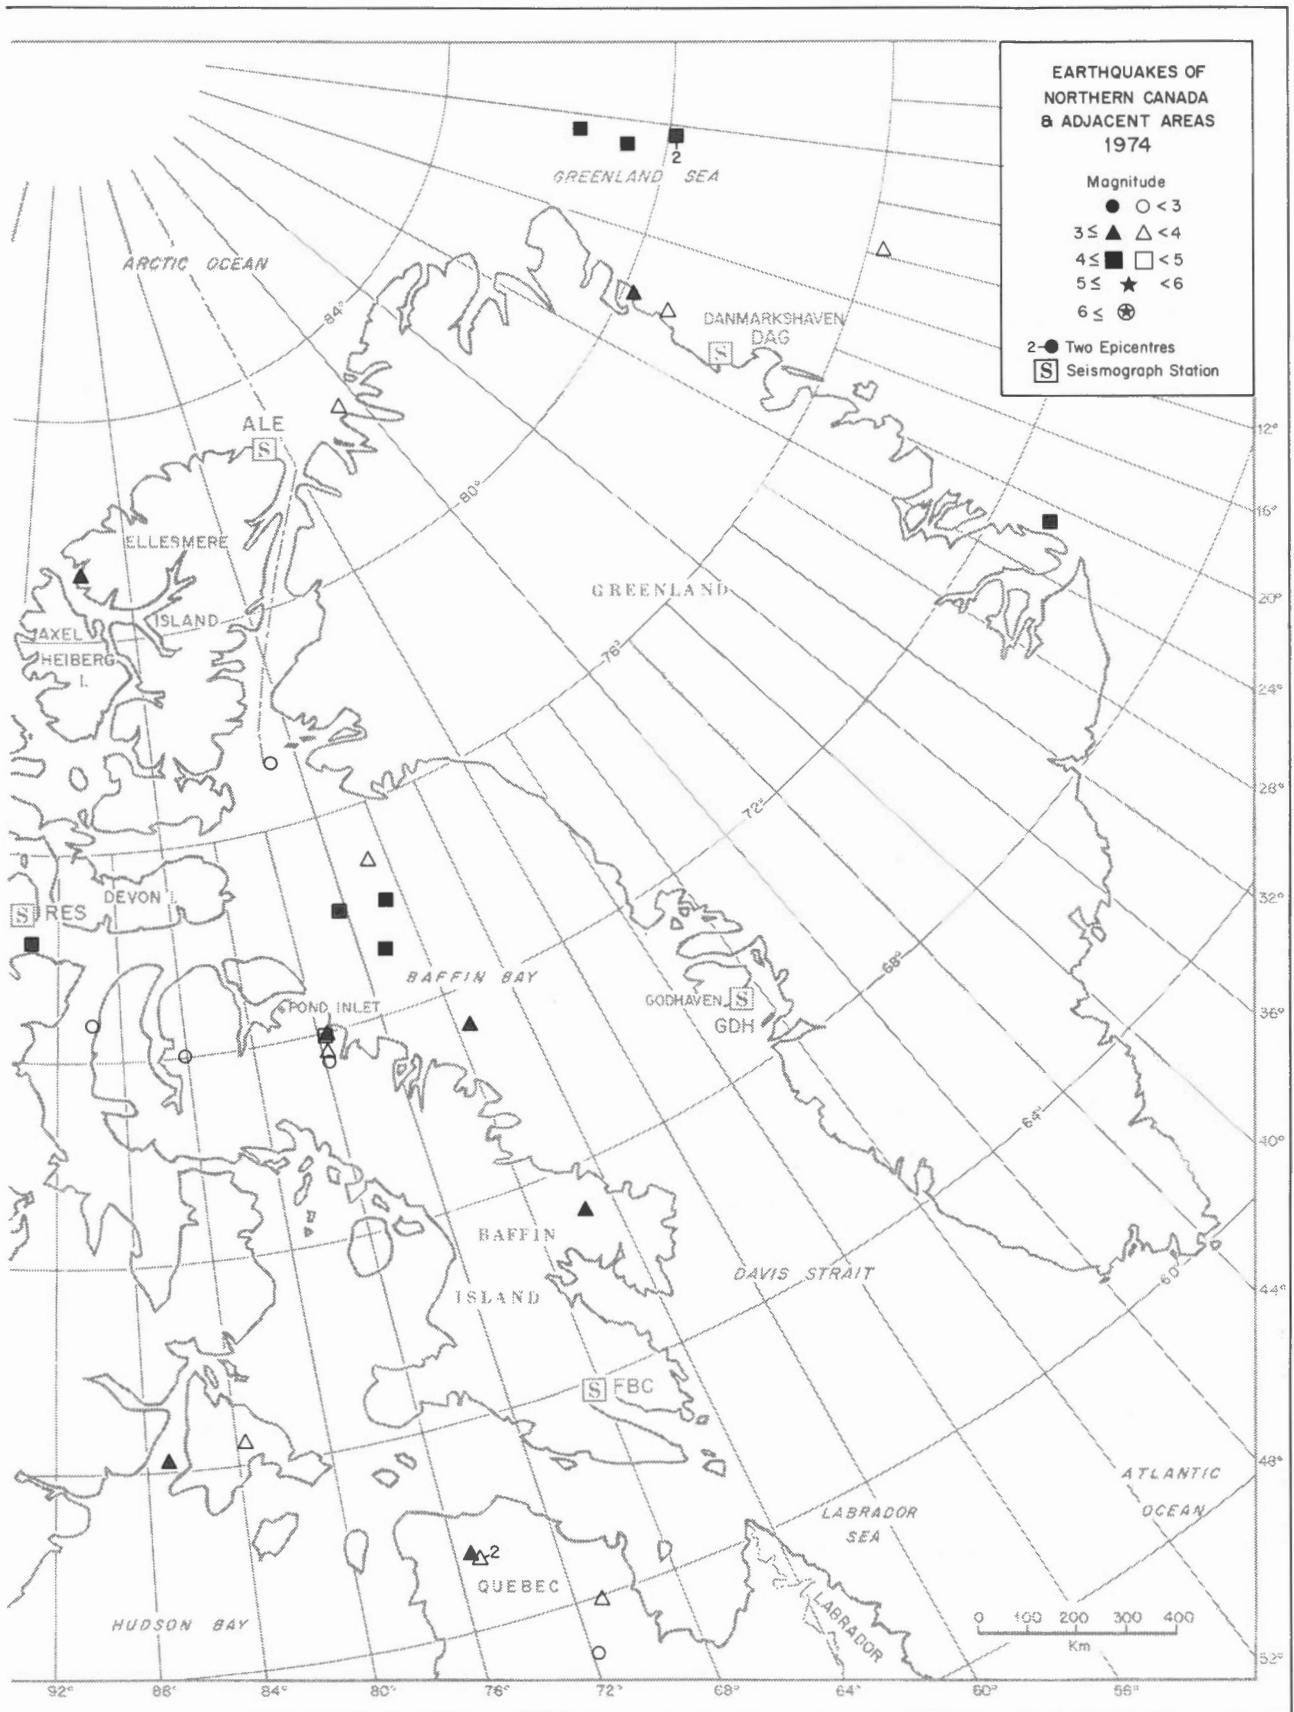 EARTHQUAKES OF
NORTHERN CANADA
& ADJACENT AREAS
1974
Magnitude
< 3
3 ≤ < 4
4 ≤ < 5
5 ≤ < 6
6 ≤
2- Two Epicentres
S Seismograph Station
2
GREENLAND SEA
ARCTIC OCEAN
84°
DANMARKSHAVEN
DAG
S
ALE
S
12°
80°
16°
ELLESMERE
GREENLAND
20°
ISLAND
AXEL
HEIBERG
I.
76°
24°
28°
72°
DEVON I.
32°
S RES
BAFFIN BAY
68°
GODHAVEN S
GDH
POND INLET
36°
64°
40°
BAFFIN
ISLAND
DAVIS STRAIT
60°
44°
S FBC
48°
ATLANTIC
OCEAN
LABRADOR
SEA
2
QUEBEC
LABRADOR
HUDSON BAY
0 100 200 300 400
Km
52°
92° 88° 84° 80° 76° 72° 68° 64° 60° 56°